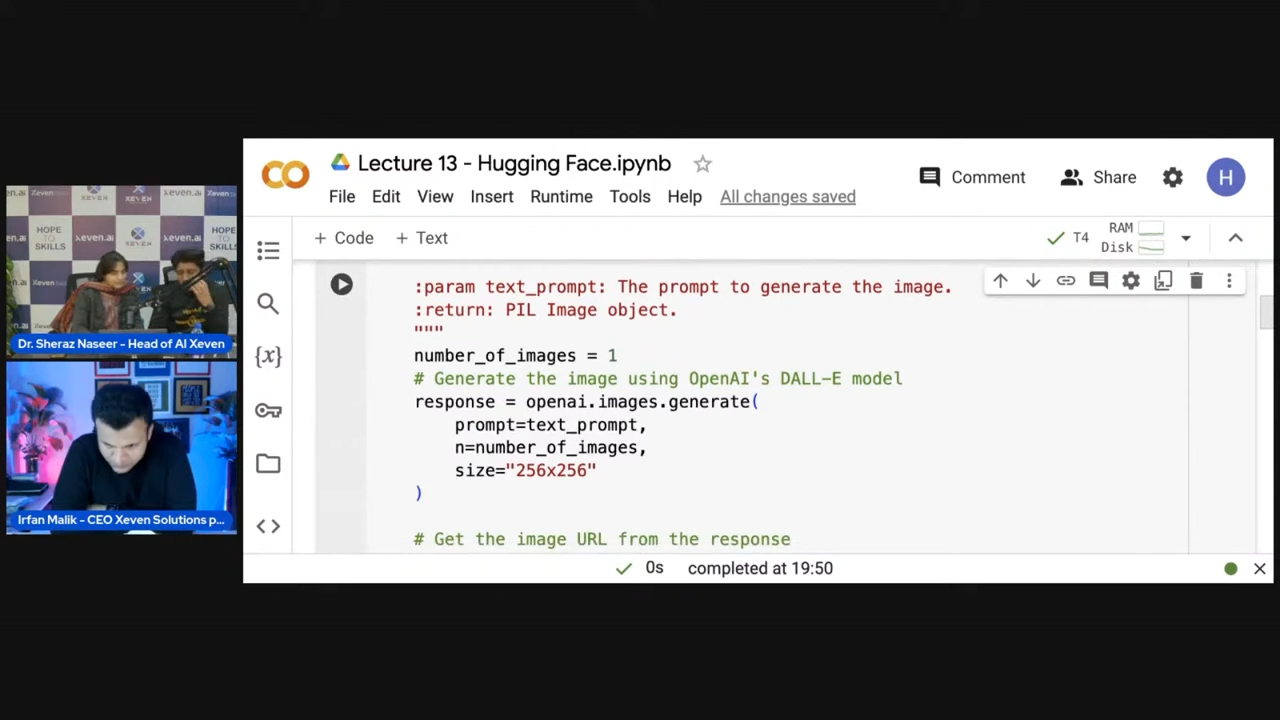 Lecture 13 - Hugging Face.ipynb
Comment
Share
H
File Edit View Insert Runtime Tools Help All changes saved
+ Code + Text
T4
RAM
Disk
:param text_prompt: The prompt to generate the image.
:return: PIL Image object.
"""
number_of_images = 1
# Generate the image using OpenAI's DALL-E model
response = openai.images.generate(
prompt=text_prompt,
n=number_of_images,
size="256x256"
)
# Get the image URL from the response
0s completed at 19:50
{x}
xeven.ai
XEVEN
HOPE
TO
SKILLS
xeven.ai
Dr. Sheraz Naseer - Head of AI Xeven
Irfan Malik - CEO Xeven Solutions p...